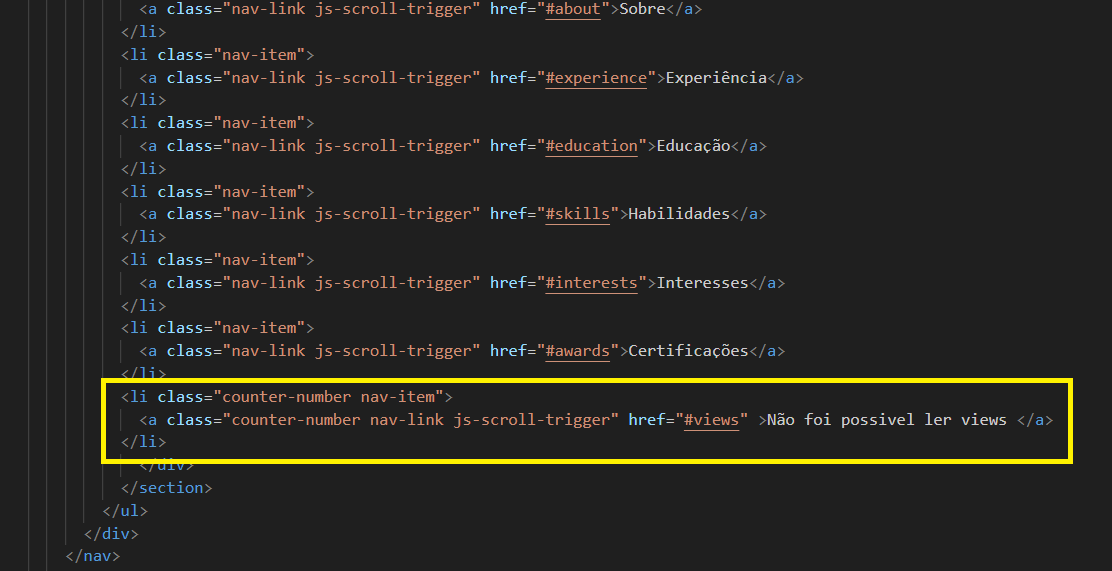 <a class="nav-link js-scroll-trigger" href="#about">Sobre</a>
</li>
<li class="nav-item">
<a class="nav-link js-scroll-trigger" href="#experience">Experiência</a>
</li>
<li class="nav-item">
<a class="nav-link js-scroll-trigger" href="#education">Educação</a>
</li>
<li class="nav-item">
<a class="nav-link js-scroll-trigger" href="#skills">Habilidades</a>
</li>
<li class="nav-item">
<a class="nav-link js-scroll-trigger" href="#interests">Interesses</a>
</li>
<li class="nav-item">
<a class="nav-link js-scroll-trigger" href="#awards">Certificações</a>
</li>
<li class="counter-number nav-item">
<a class="counter-number nav-link js-scroll-trigger" href="#views" >Não foi possivel ler views </a>
</li>
</div>
</section>
</ul>
</div>
</nav>